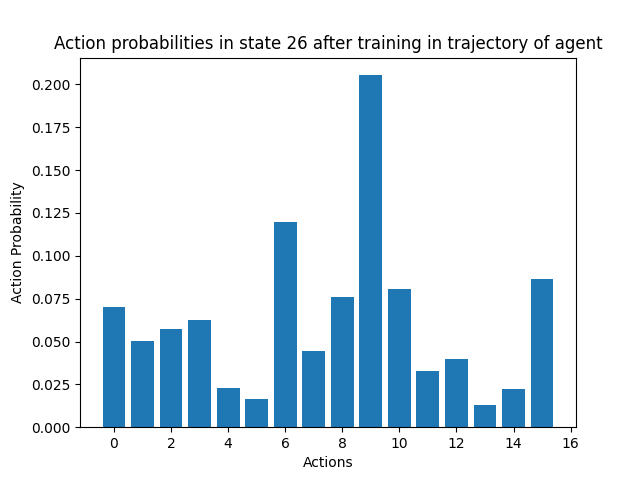 Action probabilities in state 26 after training in trajectory of agent
0.200
0.175
0.150
0.125
0.100
0.075
0.050
0.025
0.000
Action Probability
0 2 4 6 8 10 12 14 16
Actions